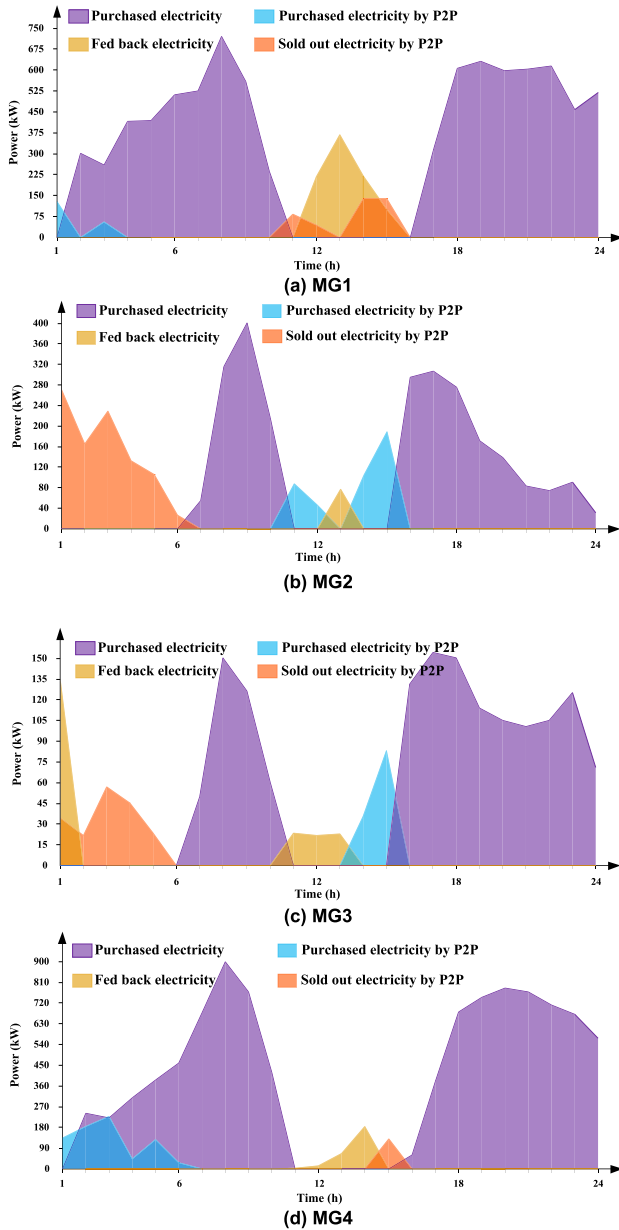 Purchased electricity Purchased electricity by P2P
Fed back electricity Sold out electricity by P2P
750
675
600
525
450
375
300
225
150
75
0
Power (kW)
1 6 12 18 24
Time (h)
(a) MG1
Purchased electricity Purchased electricity by P2P
Fed back electricity Sold out electricity by P2P
400
360
320
280
240
200
160
120
80
40
0
Power (kW)
1 6 12 18 24
Time (h)
(b) MG2
Purchased electricity Purchased electricity by P2P
Fed back electricity Sold out electricity by P2P
150
135
120
105
90
75
60
45
30
15
0
Power (kW)
1 6 12 18 24
Time (h)
(c) MG3
Purchased electricity Purchased electricity by P2P
Fed back electricity Sold out electricity by P2P
900
810
720
630
540
450
360
270
180
90
0
Power (kW)
1 6 12 18 24
Time (h)
(d) MG4